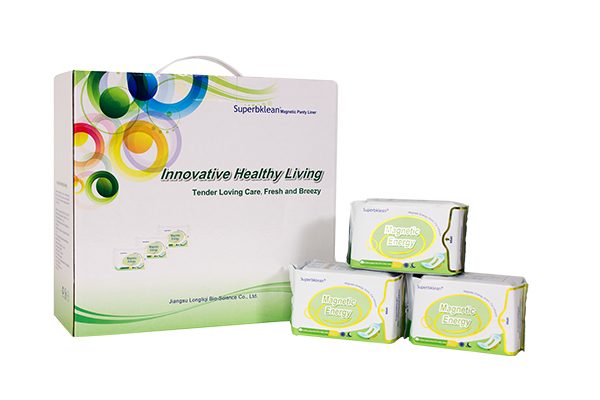 Superbklean® Magnetic Panty Liner
Innovative Healthy Living
Tender Loving Care, Fresh and Breezy
Jiangsu Longliqi Bio-Science Co., Ltd.
Superbklean®
Magnetic
Energy
Superbklean®
Magnetic
Energy
Superbklean®
Magnetic
Energy